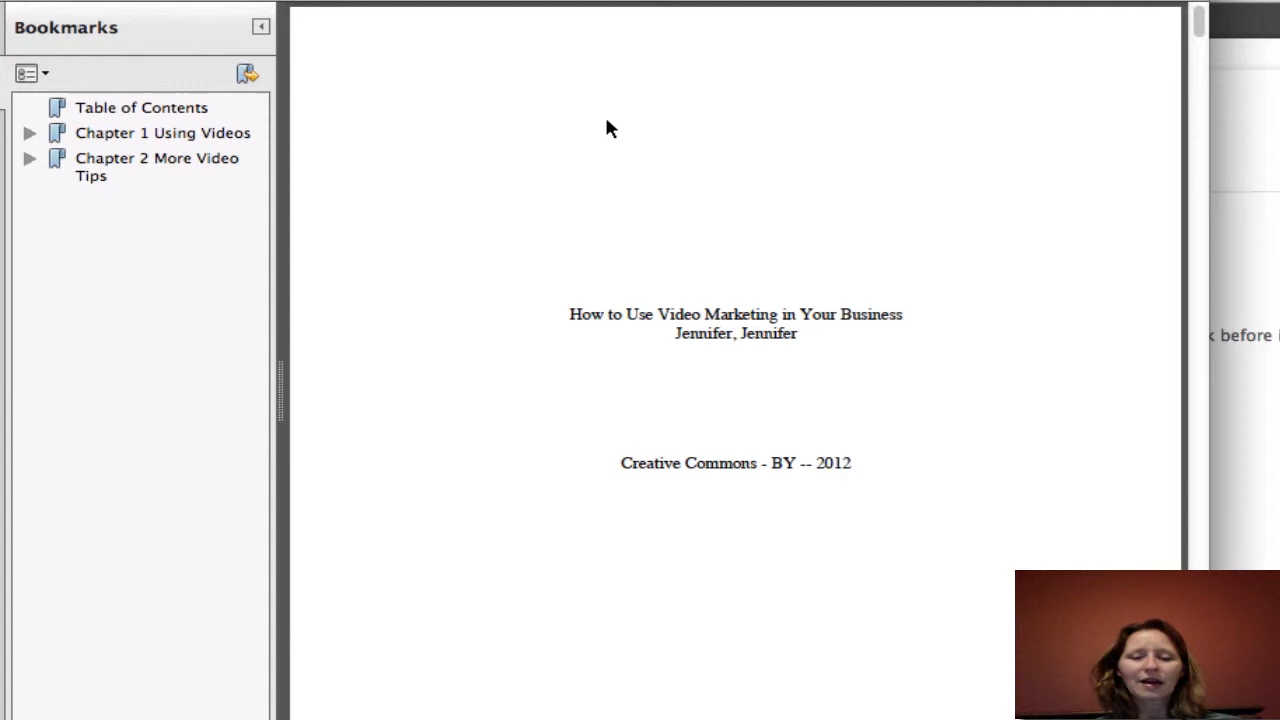 Bookmarks
Table of Contents
Chapter 1 Using Videos
Chapter 2 More Video
Tips
How to Use Video Marketing in Your Business
Jennifer, Jennifer
Creative Commons - BY -- 2012
before